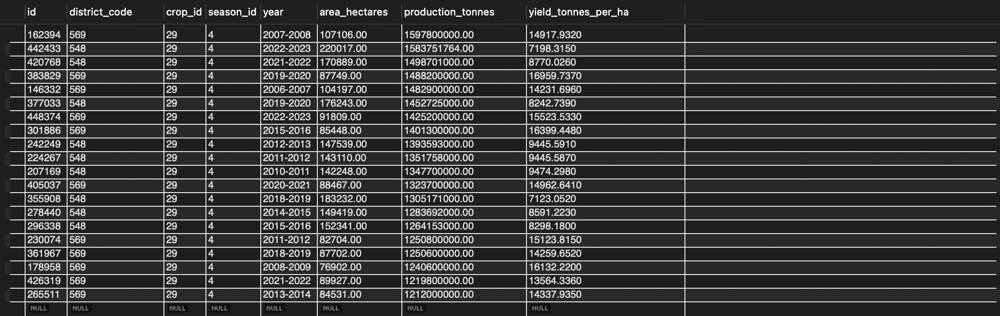 id district_code crop_id season_id year area_hectares production_tonnes yield_tonnes_per_ha
162394 569 29 4 2007-2008 107106.00 1597800000.00 14917.9320
442433 548 29 4 2022-2023 220017.00 1583751764.00 7198.3150
420768 548 29 4 2021-2022 170889.00 1498701000.00 8770.0260
383829 569 29 4 2019-2020 87749.00 1488200000.00 16959.7370
146332 569 29 4 2006-2007 104197.00 1482900000.00 14231.6960
377033 548 29 4 2019-2020 176243.00 1452725000.00 8242.7390
448374 569 29 4 2022-2023 91809.00 1425200000.00 15523.5330
301886 569 29 4 2015-2016 85448.00 1401300000.00 16399.4480
242249 548 29 4 2012-2013 147539.00 1393593000.00 9445.5910
224267 548 29 4 2011-2012 143110.00 1351758000.00 9445.5870
207169 548 29 4 2010-2011 142248.00 1347700000.00 9474.2980
405037 569 29 4 2020-2021 88467.00 1323700000.00 14962.6410
355908 548 29 4 2018-2019 183232.00 1305171000.00 7123.0520
278440 548 29 4 2014-2015 149419.00 1283692000.00 8591.2230
296338 548 29 4 2015-2016 152341.00 1264153000.00 8298.1800
230074 569 29 4 2011-2012 82704.00 1250800000.00 15123.8150
361967 569 29 4 2018-2019 87702.00 1250600000.00 14259.6520
178958 569 29 4 2008-2009 76902.00 1240600000.00 16132.2200
426319 569 29 4 2021-2022 89927.00 1219800000.00 13564.3360
265511 569 29 4 2013-2014 84531.00 1212000000.00 14337.9350
NULL NULL NULL NULL NULL NULL NULL NULL